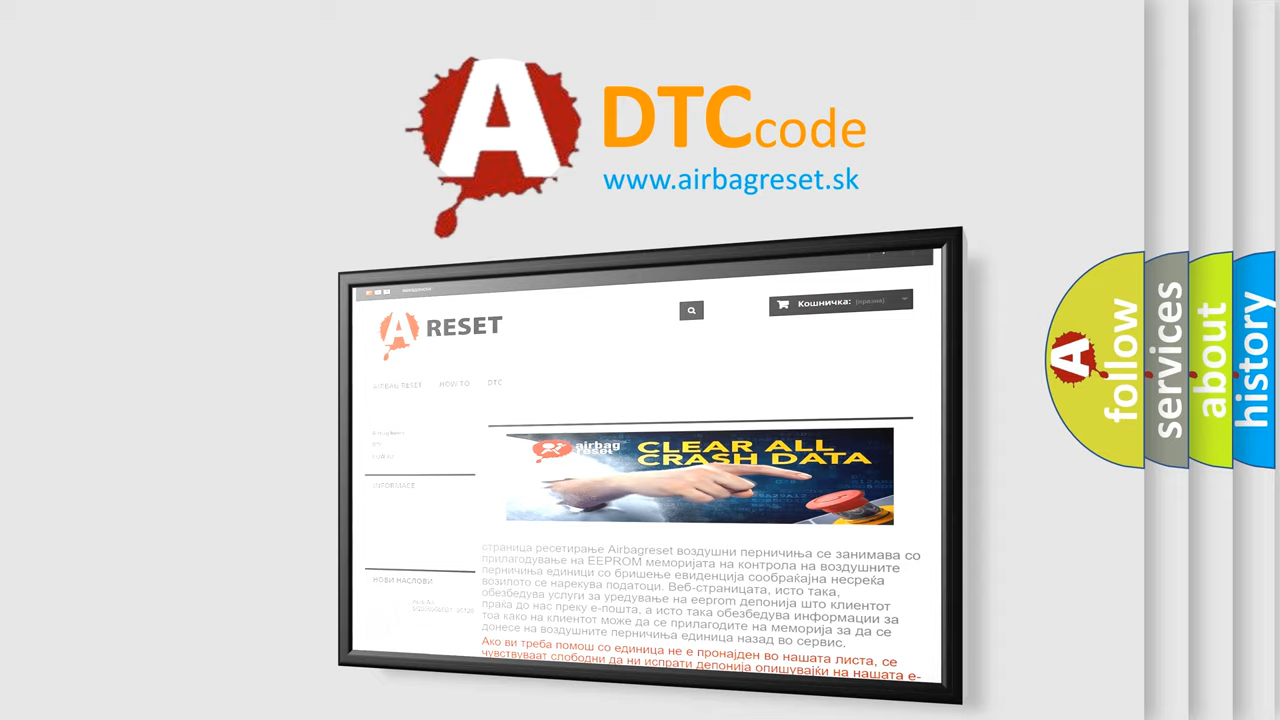 A
DTCcode
www.airbagreset.sk
Кошничка: (празна)
A RESET
AIRBAG RESET HOW TO DTC
airbag
reset
CLEAR ALL
CRASH DATA
INFORMACE
страница ресетирање Airbagreset воздушни перничиња се занимава со
прилагодување на EEPROM меморијата на контрола на воздушните
перничиња единици со бришење евиденција сообраќајна несреќа
возилото се нарекува податоци. Веб-страницата, исто така,
обезбедува услуги за уредување на eeprom депонија што клиентот
праќа до нас преку е-пошта, а исто така обезбедува информации за
тоа како на клиентот може да се прилагодите на меморија за да се
донесе на воздушните перничиња единица назад во сервис.
Ако ви треба помош со единица не е пронајден во нашата листа, се
чувствуваат слободни да ни испрати депонија опишувајќи на нашата е-
НОВИ НАСЛОВИ
A
follow
services
about
history